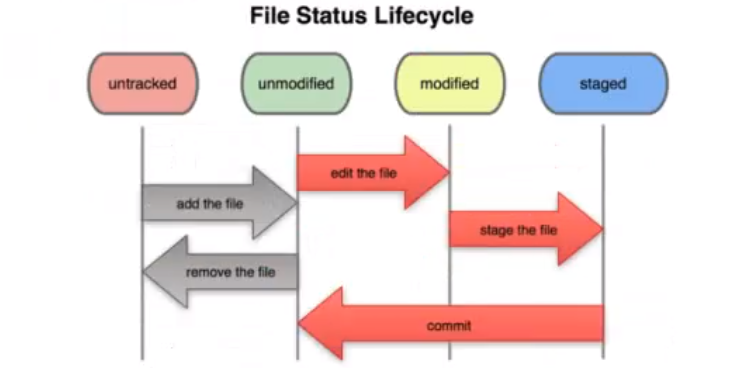 File Status Lifecycle
untracked
unmodified
modified
staged
edit the file
add the file
stage the file
remove the file
commit